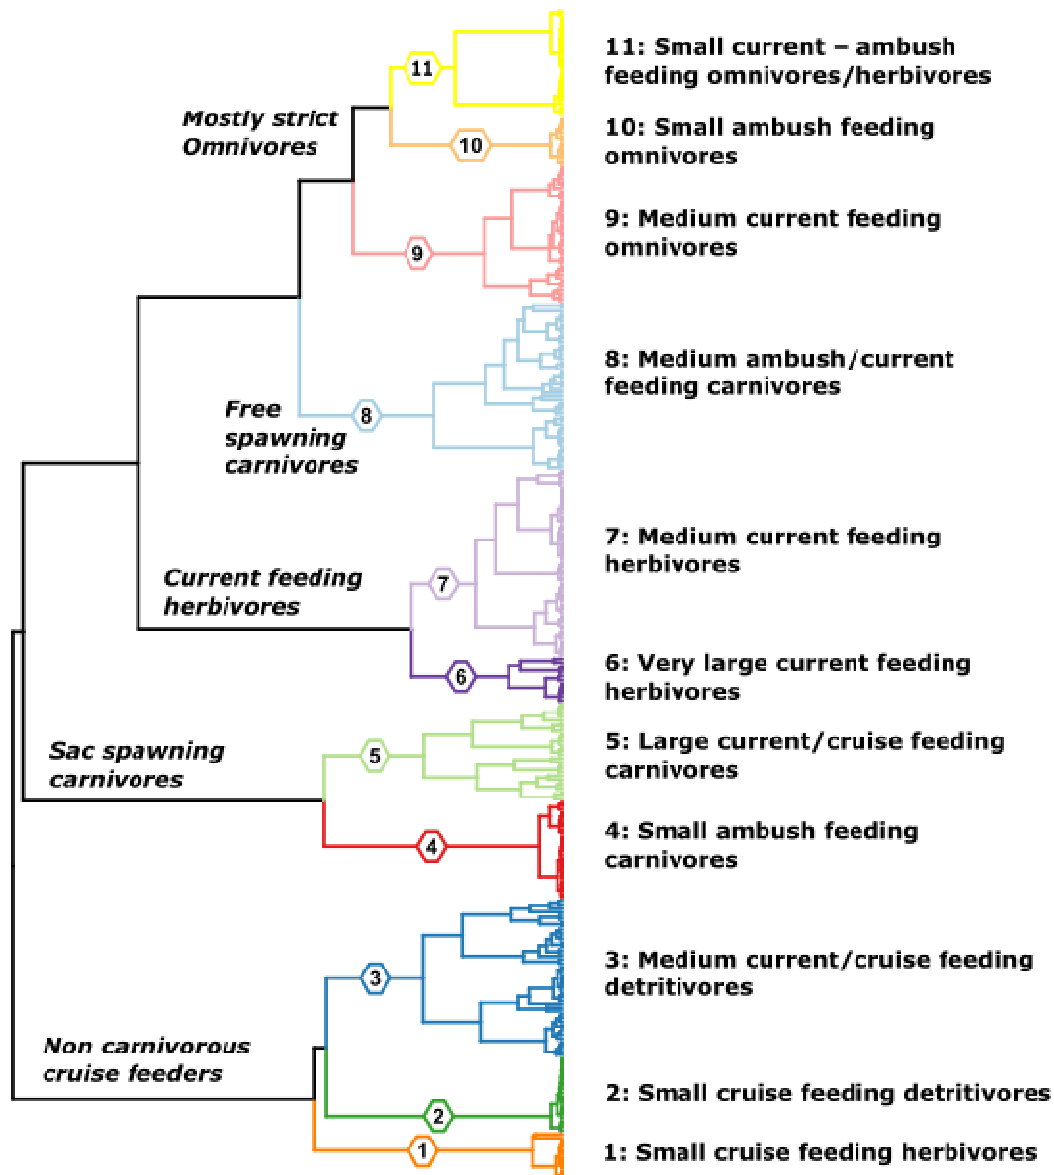 11: Small current – ambush
feeding omnivores/herbivores
11
Mostly strict
Omnivores
10: Small ambush feeding
omnivores
10
9: Medium current feeding
omnivores
9
8: Medium ambush/current
feeding carnivores
Free
spawning
carnivores
8
7: Medium current feeding
herbivores
Current feeding
herbivores
7
6: Very large current feeding
herbivores
6
5: Large current/cruise feeding
carnivores
Sac spawning
carnivores
5
4: Small ambush feeding
carnivores
4
3: Medium current/cruise feeding
detritivores
3
Non carnivorous
cruise feeders
2: Small cruise feeding detritivores
2
1: Small cruise feeding herbivores
1